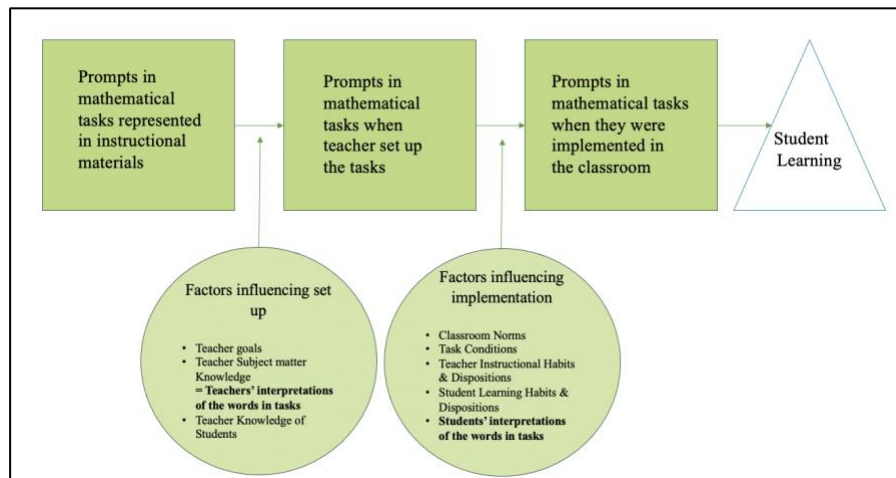 Prompts in
mathematical
tasks represented
in instructional
materials
Prompts in
mathematical
tasks when
teacher set up
the tasks
Prompts in
mathematical tasks
when they were
implemented in
the classroom
Student
Learning
Factors influencing set
up
• Teacher goals
• Teacher Subject matter
Knowledge
= Teachers' interpretations
of the words in tasks
• Teacher Knowledge of
Students
Factors influencing
implementation
• Classroom Norms
• Task Conditions
• Teacher Instructional Habits
& Dispositions
• Student Learning Habits &
Dispositions
• Students' interpretations
of the words in tasks